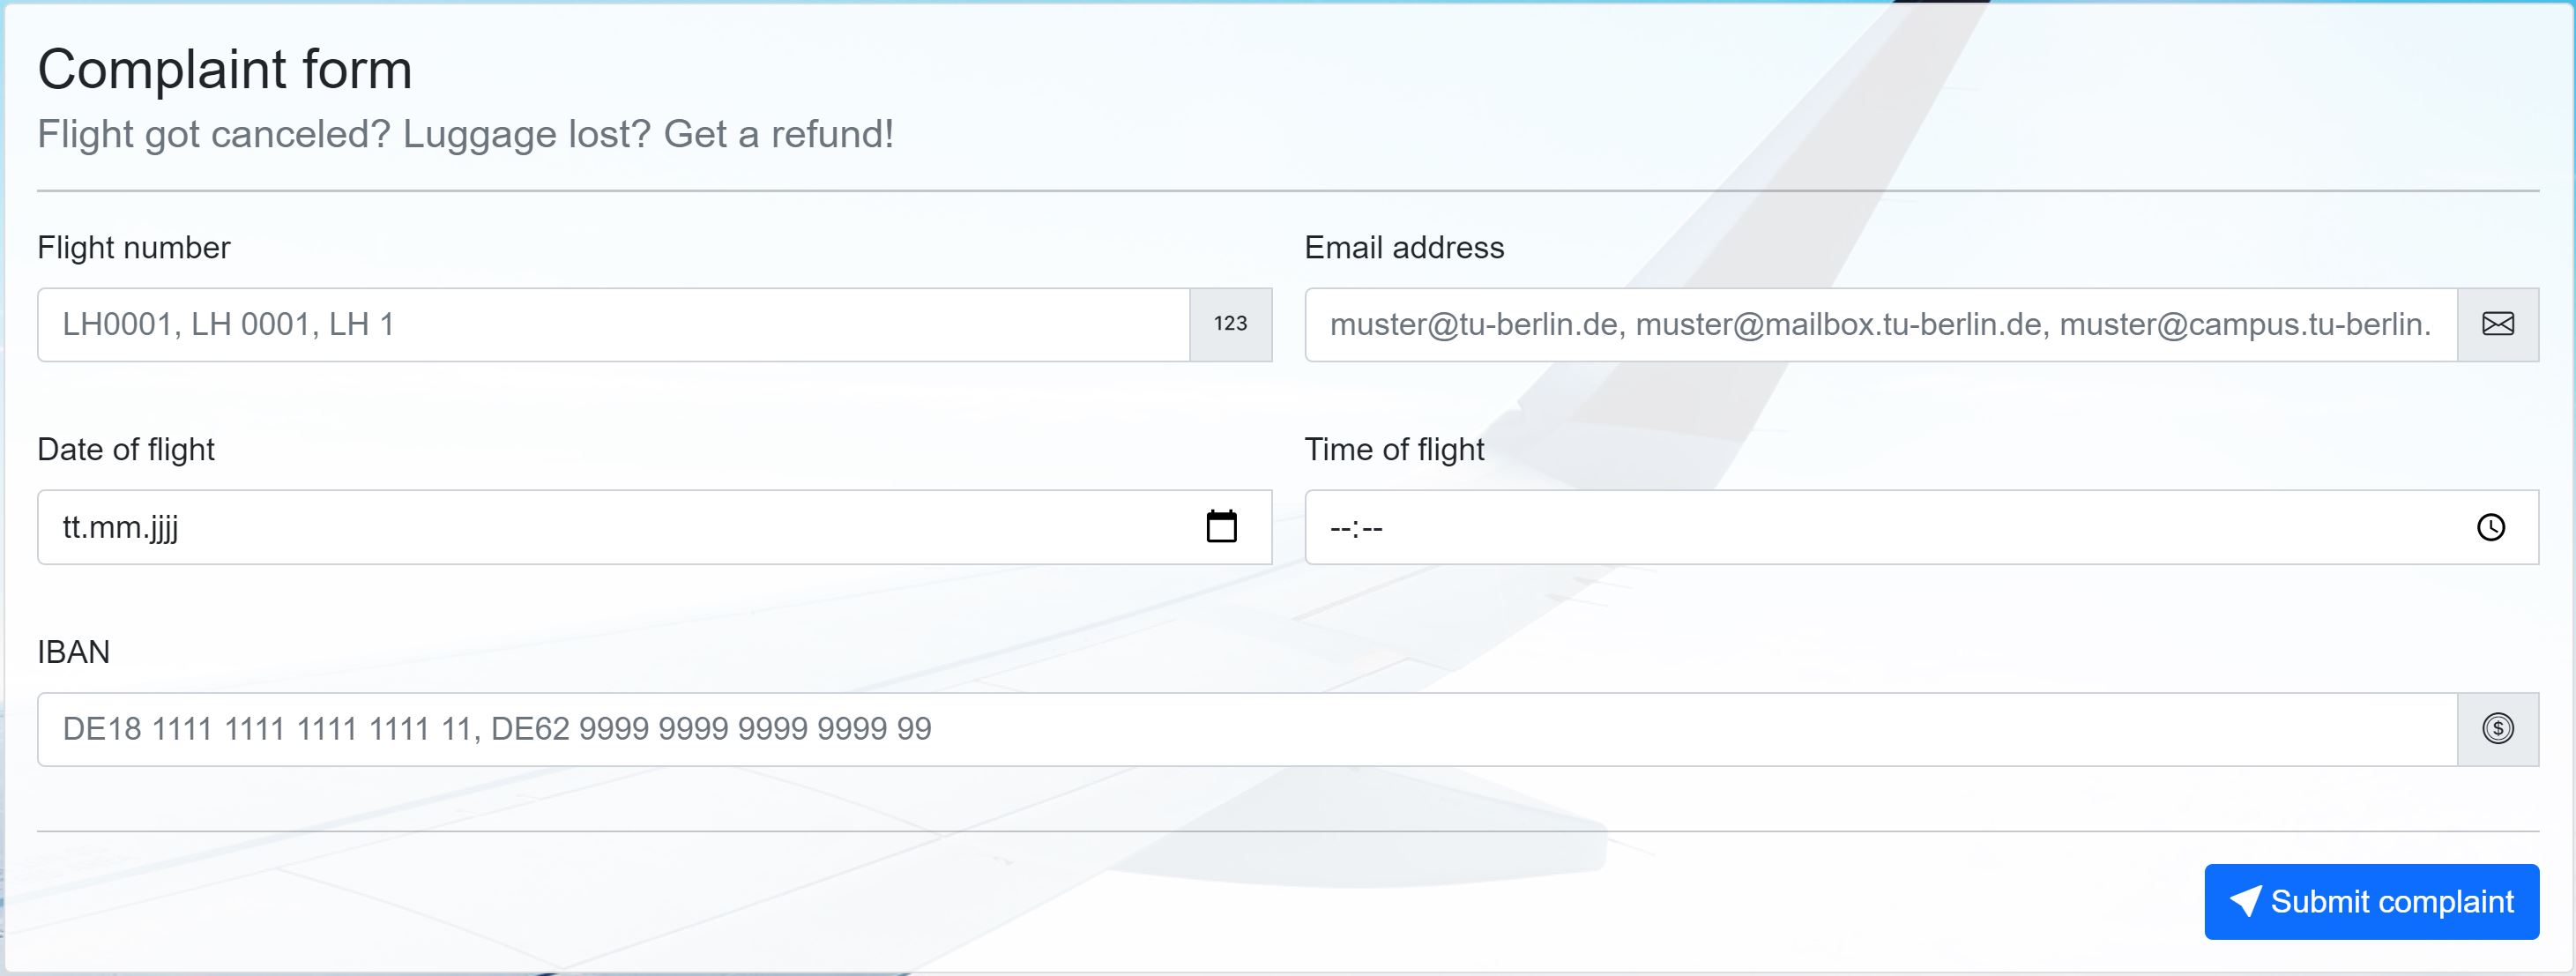 Complaint form
Flight got canceled? Luggage lost? Get a refund!
Flight number
Email address
LH0001, LH 0001, LH 1
123
muster@tu-berlin.de, muster@mailbox.tu-berlin.de, muster@campus.tu-berlin.
Date of flight
Time of flight
tt.mm.jjjj
--:--
IBAN
DE18 1111 1111 1111 1111 11, DE62 9999 9999 9999 9999 99
$
Submit complaint